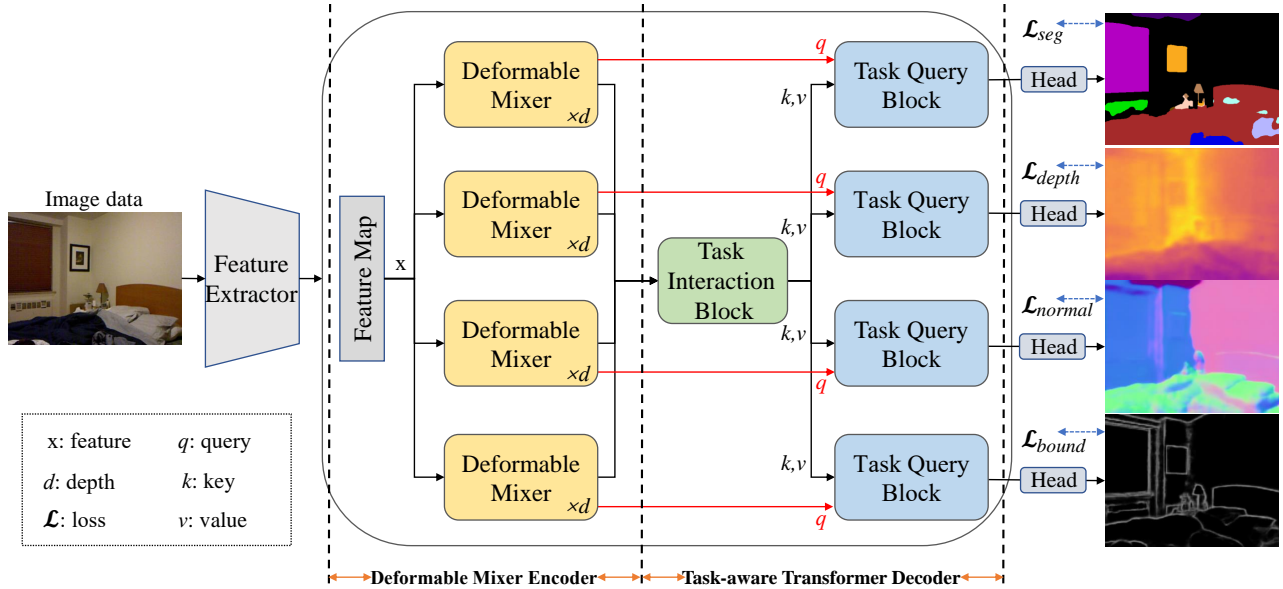 Image data
Feature
Extractor
Feature Map
x
Deformable
Mixer
×d
Deformable
Mixer
×d
Deformable
Mixer
×d
Deformable
Mixer
×d
Task
Interaction
Block
q
k,v
Task Query
Block
q
k,v
Task Query
Block
k,v
q
Task Query
Block
k,v
q
Task Query
Block
ℒseg
Head
ℒdepth
Head
ℒnormal
Head
ℒbound
Head
x: feature q: query
d: depth k: key
ℒ: loss v: value
Deformable Mixer Encoder
Task-aware Transformer Decoder